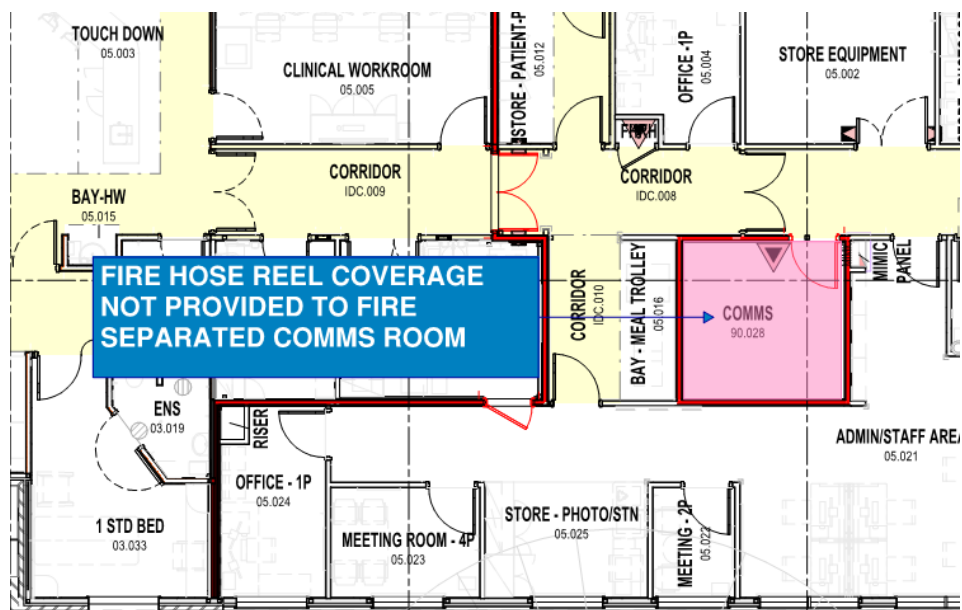 TOUCH DOWN
05.003
CLINICAL WORKROOM
05.005
STORE - PATIENT-P
05.012
OFFICE -1P
05.004
STORE EQUIPMENT
05.002
CORRIDOR
IDC.009
CORRIDOR
IDC.008
BAY-HW
05.015
FIRE HOSE REEL COVERAGE
NOT PROVIDED TO FIRE
SEPARATED COMMS ROOM
CORRIDOR
IDC.010
BAY - MEAL TROLLEY
05.016
COMMS
90.028
MIMIC
PANEL
ENS
03.019
RISER
ADMIN/STAFF AREA
05.021
OFFICE - 1P
05.024
1 STD BED
03.033
MEETING ROOM - 4P
05.023
STORE - PHOTO/STN
05.025
MEETING - 2P
05.022